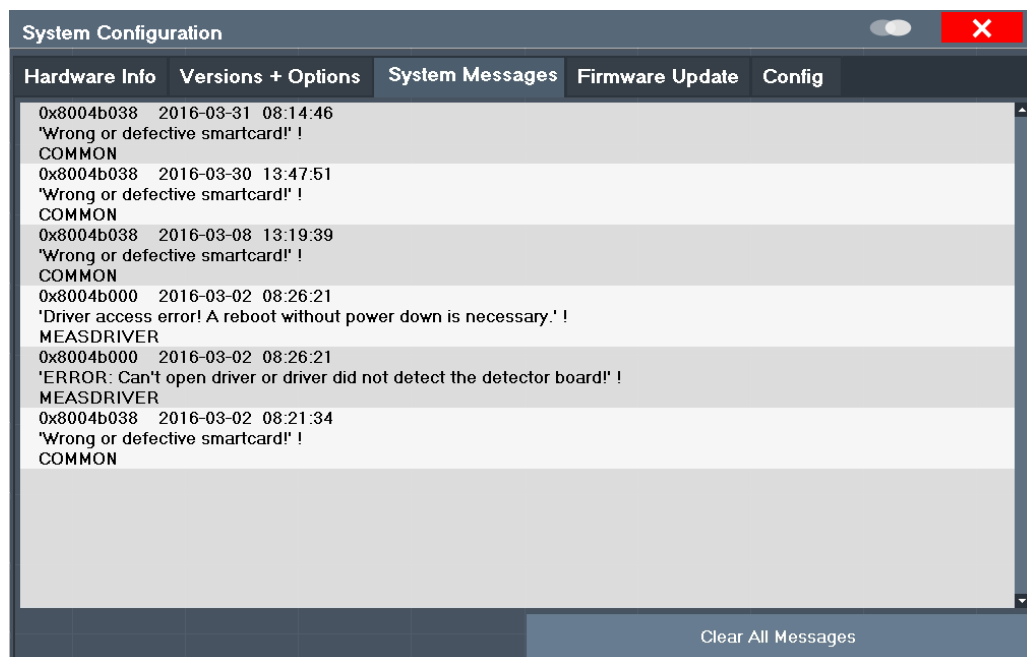 System Configuration
Hardware Info Versions + Options System Messages Firmware Update Config
0x8004b038 2016-03-31 08:14:46
'Wrong or defective smartcard!' !
COMMON
0x8004b038 2016-03-30 13:47:51
'Wrong or defective smartcard!' !
COMMON
0x8004b038 2016-03-08 13:19:39
'Wrong or defective smartcard!' !
COMMON
0x8004b000 2016-03-02 08:26:21
'Driver access error! A reboot without power down is necessary.' !
MEASDRIVER
0x8004b000 2016-03-02 08:26:21
'ERROR: Can't open driver or driver did not detect the detector board!' !
MEASDRIVER
0x8004b038 2016-03-02 08:21:34
'Wrong or defective smartcard!' !
COMMON
Clear All Messages